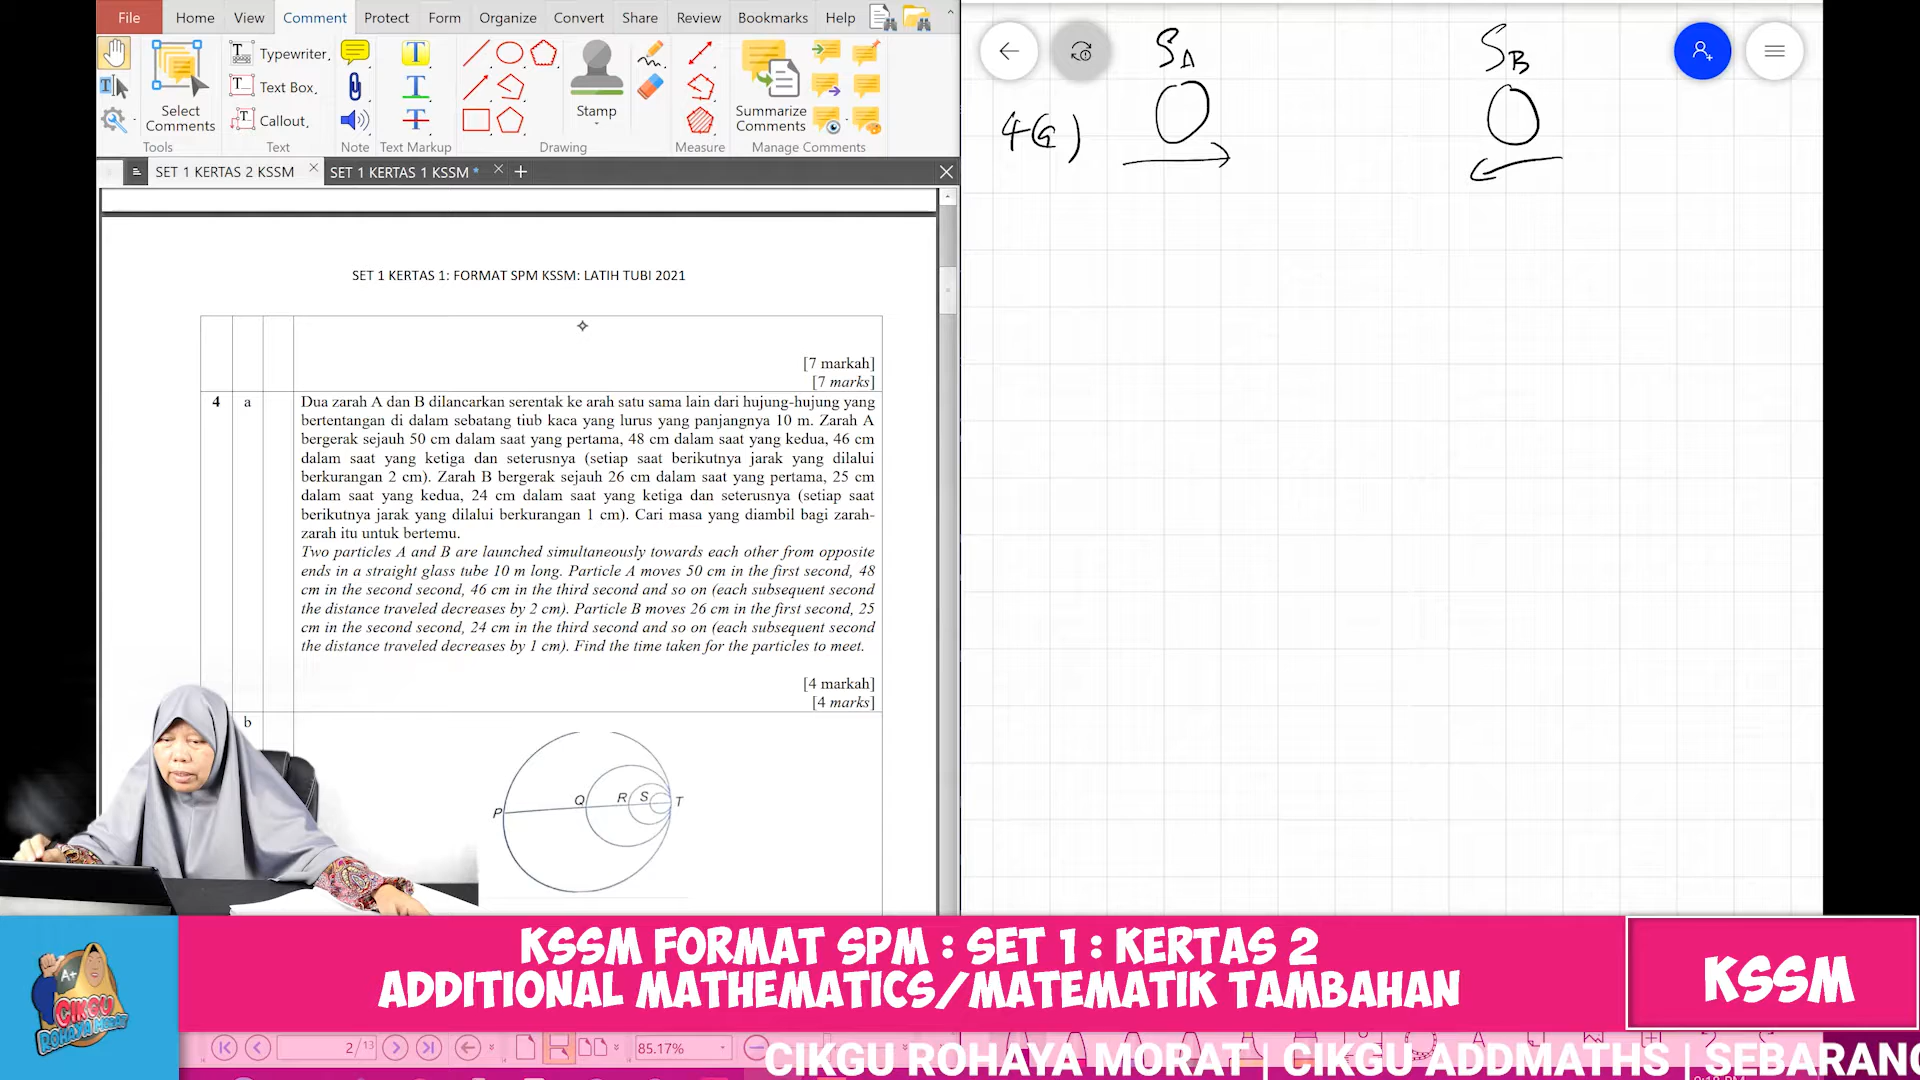 File Home View Comment Protect Form Organize Convert Share Review Bookmarks Help
Select Comments
Typewriter
Text Box
Callout
Stamp
Summarize Comments
Tools Text Note Text Markup Drawing Measure Manage Comments
SET 1 KERTAS 2 KSSM
SET 1 KERTAS 1 KSSM *
SET 1 KERTAS 1: FORMAT SPM KSSM: LATIH TUBI 2021
[7 markah]
[7 marks]
4 a Dua zarah A dan B dilancarkan serentak ke arah satu sama lain dari hujung-hujung yang
bertentangan di dalam sebatang tiub kaca yang lurus yang panjangnya 10 m. Zarah A
bergerak sejauh 50 cm dalam saat yang pertama, 48 cm dalam saat yang kedua, 46 cm
dalam saat yang ketiga dan seterusnya (setiap saat berikutnya jarak yang dilalui
berkurangan 2 cm). Zarah B bergerak sejauh 26 cm dalam saat yang pertama, 25 cm
dalam saat yang kedua, 24 cm dalam saat yang ketiga dan seterusnya (setiap saat
berikutnya jarak yang dilalui berkurangan 1 cm). Cari masa yang diambil bagi zarah-
zarah itu untuk bertemu.
Two particles A and B are launched simultaneously towards each other from opposite
ends in a straight glass tube 10 m long. Particle A moves 50 cm in the first second, 48
cm in the second second, 46 cm in the third second and so on (each subsequent second
the distance traveled decreases by 2 cm). Particle B moves 26 cm in the first second, 25
cm in the second second, 24 cm in the third second and so on (each subsequent second
the distance traveled decreases by 1 cm). Find the time taken for the particles to meet.
[4 markah]
[4 marks]
b
P Q R S T
SA SB
4(a)
KSSM FORMAT SPM : SET 1 : KERTAS 2
ADDITIONAL MATHEMATICS/MATEMATIK TAMBAHAN
KSSM
A+
CIKGU
ROHAYA MORAT
2 /13
85.17%
CIKGU ROHAYA MORAT | CIKGU ADDMATHS | SEBARANG